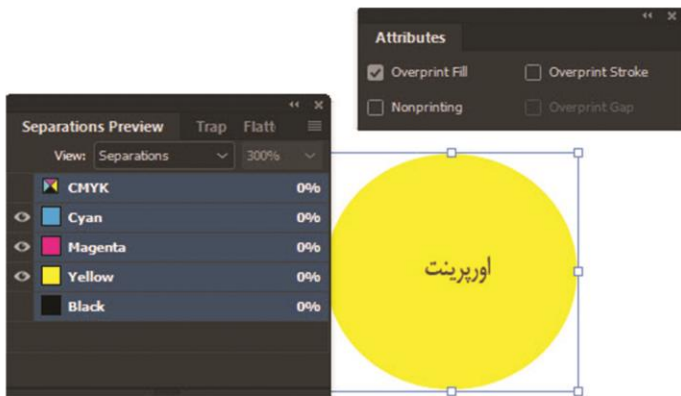 Attributes
Overprint Fill
Overprint Stroke
Nonprinting
Overprint Gap
Separations Preview
Trap
Flatt
View:
Separations
300%
CMYK 0%
Cyan 0%
Magenta 0%
Yellow 0%
Black 0%
اورپرینت